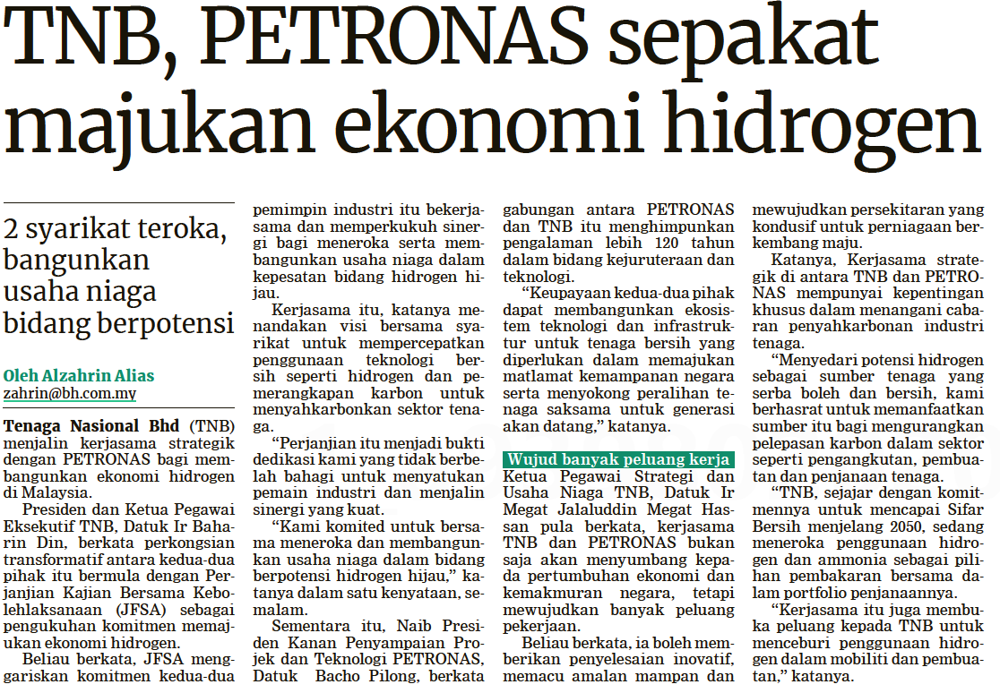 TNB, PETRONAS sepakat
majukan ekonomi hidrogen
2 syarikat teroka,
bangunkan
usaha niaga
bidang berpotensi
Oleh Alzahrin Alias
zahrin@bh.com.my
Tenaga Nasional Bhd (TNB)
menjalin kerjasama strategik
dengan PETRONAS bagi mem-
bangunkan ekonomi hidrogen
di Malaysia.
Presiden dan Ketua Pegawai
Eksekutif TNB, Datuk Ir Baha-
rin Din, berkata perkongsian
transformatif antara kedua-dua
pihak itu bermula dengan Per-
janjian Kajian Bersama Kebo-
lehlaksanaan (JFSA) sebagai
pengukuhan komitmen memaj-
ukan ekonomi hidrogen.
Beliau berkata, JFSA meng-
gariskan komitmen kedua-dua
pemimpin industri itu bekerja-
sama dan memperkukuh siner-
gi bagi meneroka serta mem-
bangunkan usaha niaga dalam
kepesatan bidang hidrogen hi-
jau.
Kerjasama itu, katanya me-
nandakan visi bersama sya-
rikat untuk mempercepatkan
penggunaan teknologi ber-
sih seperti hidrogen dan pe-
merangkapan karbon untuk
menyahkarbonkan sektor tena-
ga.
“Perjanjian itu menjadi bukti
dedikasi kami yang tidak berbe-
lah bahagi untuk menyatukan
pemain industri dan menjalin
sinergi yang kuat.
“Kami komited untuk bersa-
ma meneroka dan membangun-
kan usaha niaga dalam bidang
berpotensi hidrogen hijau,” ka-
tanya dalam satu kenyataan, se-
malam.
Sementara itu, Naib Presi-
den Kanan Penyampaian Pro-
jek dan Teknologi PETRONAS,
Datuk Bacho Pilong, berkata
gabungan antara PETRONAS
dan TNB itu menghimpunkan
pengalaman lebih 120 tahun
dalam bidang kejuruteraan dan
teknologi.
“Keupayaan kedua-dua pihak
dapat membangunkan ekosis-
tem teknologi dan infrastruk-
tur untuk tenaga bersih yang
diperlukan dalam memajukan
matlamat kemampanan negara
serta menyokong peralihan te-
naga saksama untuk generasi
akan datang,” katanya.
Wujud banyak peluang kerja
Ketua Pegawai Strategi dan
Usaha Niaga TNB, Datuk Ir
Megat Jalaluddin Megat Has-
san pula berkata, kerjasama
TNB dan PETRONAS bukan
saja akan menyumbang kepa-
da pertumbuhan ekonomi dan
kemakmuran negara, tetapi
mewujudkan banyak peluang
pekerjaan.
Beliau berkata, ia boleh mem-
berikan penyelesaian inovatif,
memacu amalan mampan dan
mewujudkan persekitaran yang
kondusif untuk perniagaan ber-
kembang maju.
Katanya, Kerjasama strate-
gik di antara TNB dan PETRO-
NAS mempunyai kepentingan
khusus dalam menangani caba-
ran penyahkarbonan industri
tenaga.
“Menyedari potensi hidrogen
sebagai sumber tenaga yang
serba boleh dan bersih, kami
berhasrat untuk memanfaatkan
sumber itu bagi mengurangkan
pelepasan karbon dalam sektor
seperti pengangkutan, pembua-
tan dan penjanaan tenaga.
“TNB, sejajar dengan komit-
mennya untuk mencapai Sifar
Bersih menjelang 2050, sedang
meneroka penggunaan hidro-
gen dan ammonia sebagai pili-
han pembakaran bersama da-
lam portfolio penjanaannya.
“Kerjasama itu juga membu-
ka peluang kepada TNB untuk
menceburi penggunaan hidro-
gen dalam mobiliti dan pembua-
tan,” katanya.